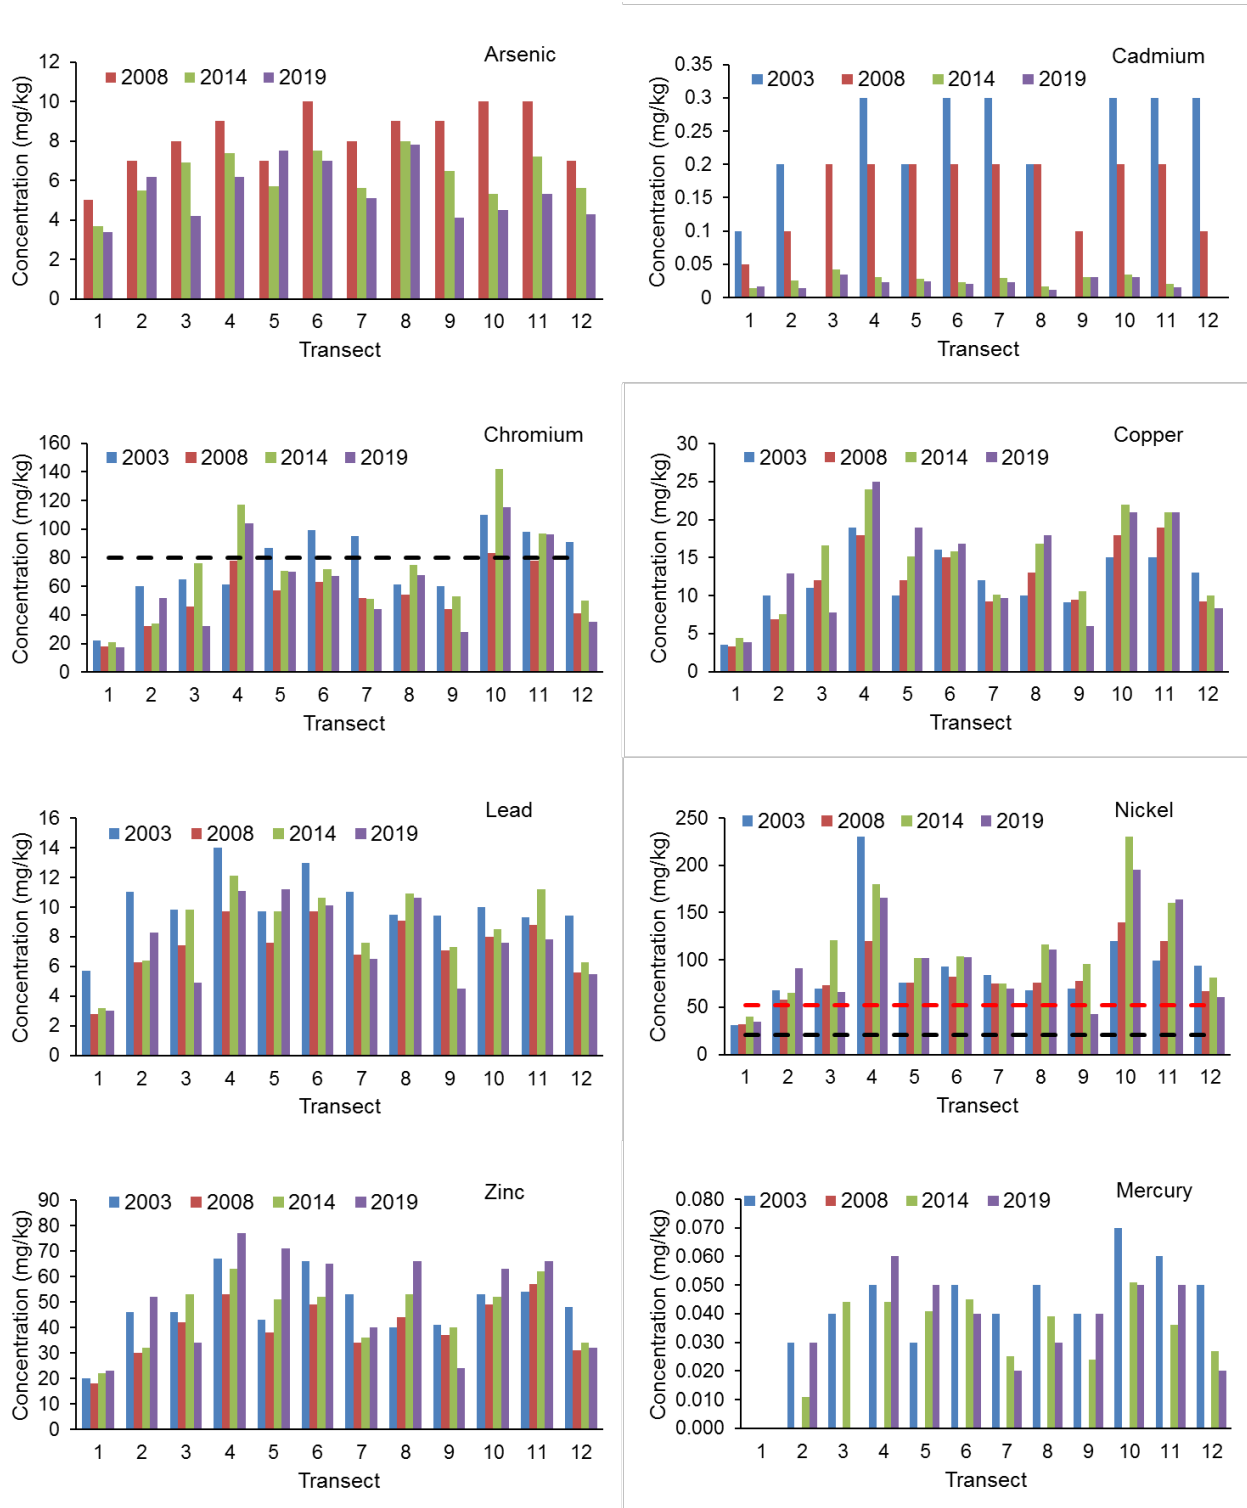 Arsenic
2008 2014 2019
Concentration (mg/kg)
12
10
8
6
4
2
0
1 2 3 4 5 6 7 8 9 10 11 12
Transect
Cadmium
2003 2008 2014 2019
Concentration (mg/kg)
0.35
0.3
0.25
0.2
0.15
0.1
0.05
0
1 2 3 4 5 6 7 8 9 10 11 12
Transect
Chromium
2003 2008 2014 2019
Concentration (mg/kg)
160
140
120
100
80
60
40
20
0
1 2 3 4 5 6 7 8 9 10 11 12
Transect
Copper
2003 2008 2014 2019
Concentration (mg/kg)
30
25
20
15
10
5
0
1 2 3 4 5 6 7 8 9 10 11 12
Transect
Lead
2003 2008 2014 2019
Concentration (mg/kg)
16
14
12
10
8
6
4
2
0
1 2 3 4 5 6 7 8 9 10 11 12
Transect
Nickel
2003 2008 2014 2019
Concentration (mg/kg)
250
200
150
100
50
0
1 2 3 4 5 6 7 8 9 10 11 12
Transect
Zinc
2003 2008 2014 2019
Concentration (mg/kg)
90
80
70
60
50
40
30
20
10
0
1 2 3 4 5 6 7 8 9 10 11 12
Transect
Mercury
2003 2008 2014 2019
Concentration (mg/kg)
0.080
0.070
0.060
0.050
0.040
0.030
0.020
0.010
0.000
1 2 3 4 5 6 7 8 9 10 11 12
Transect